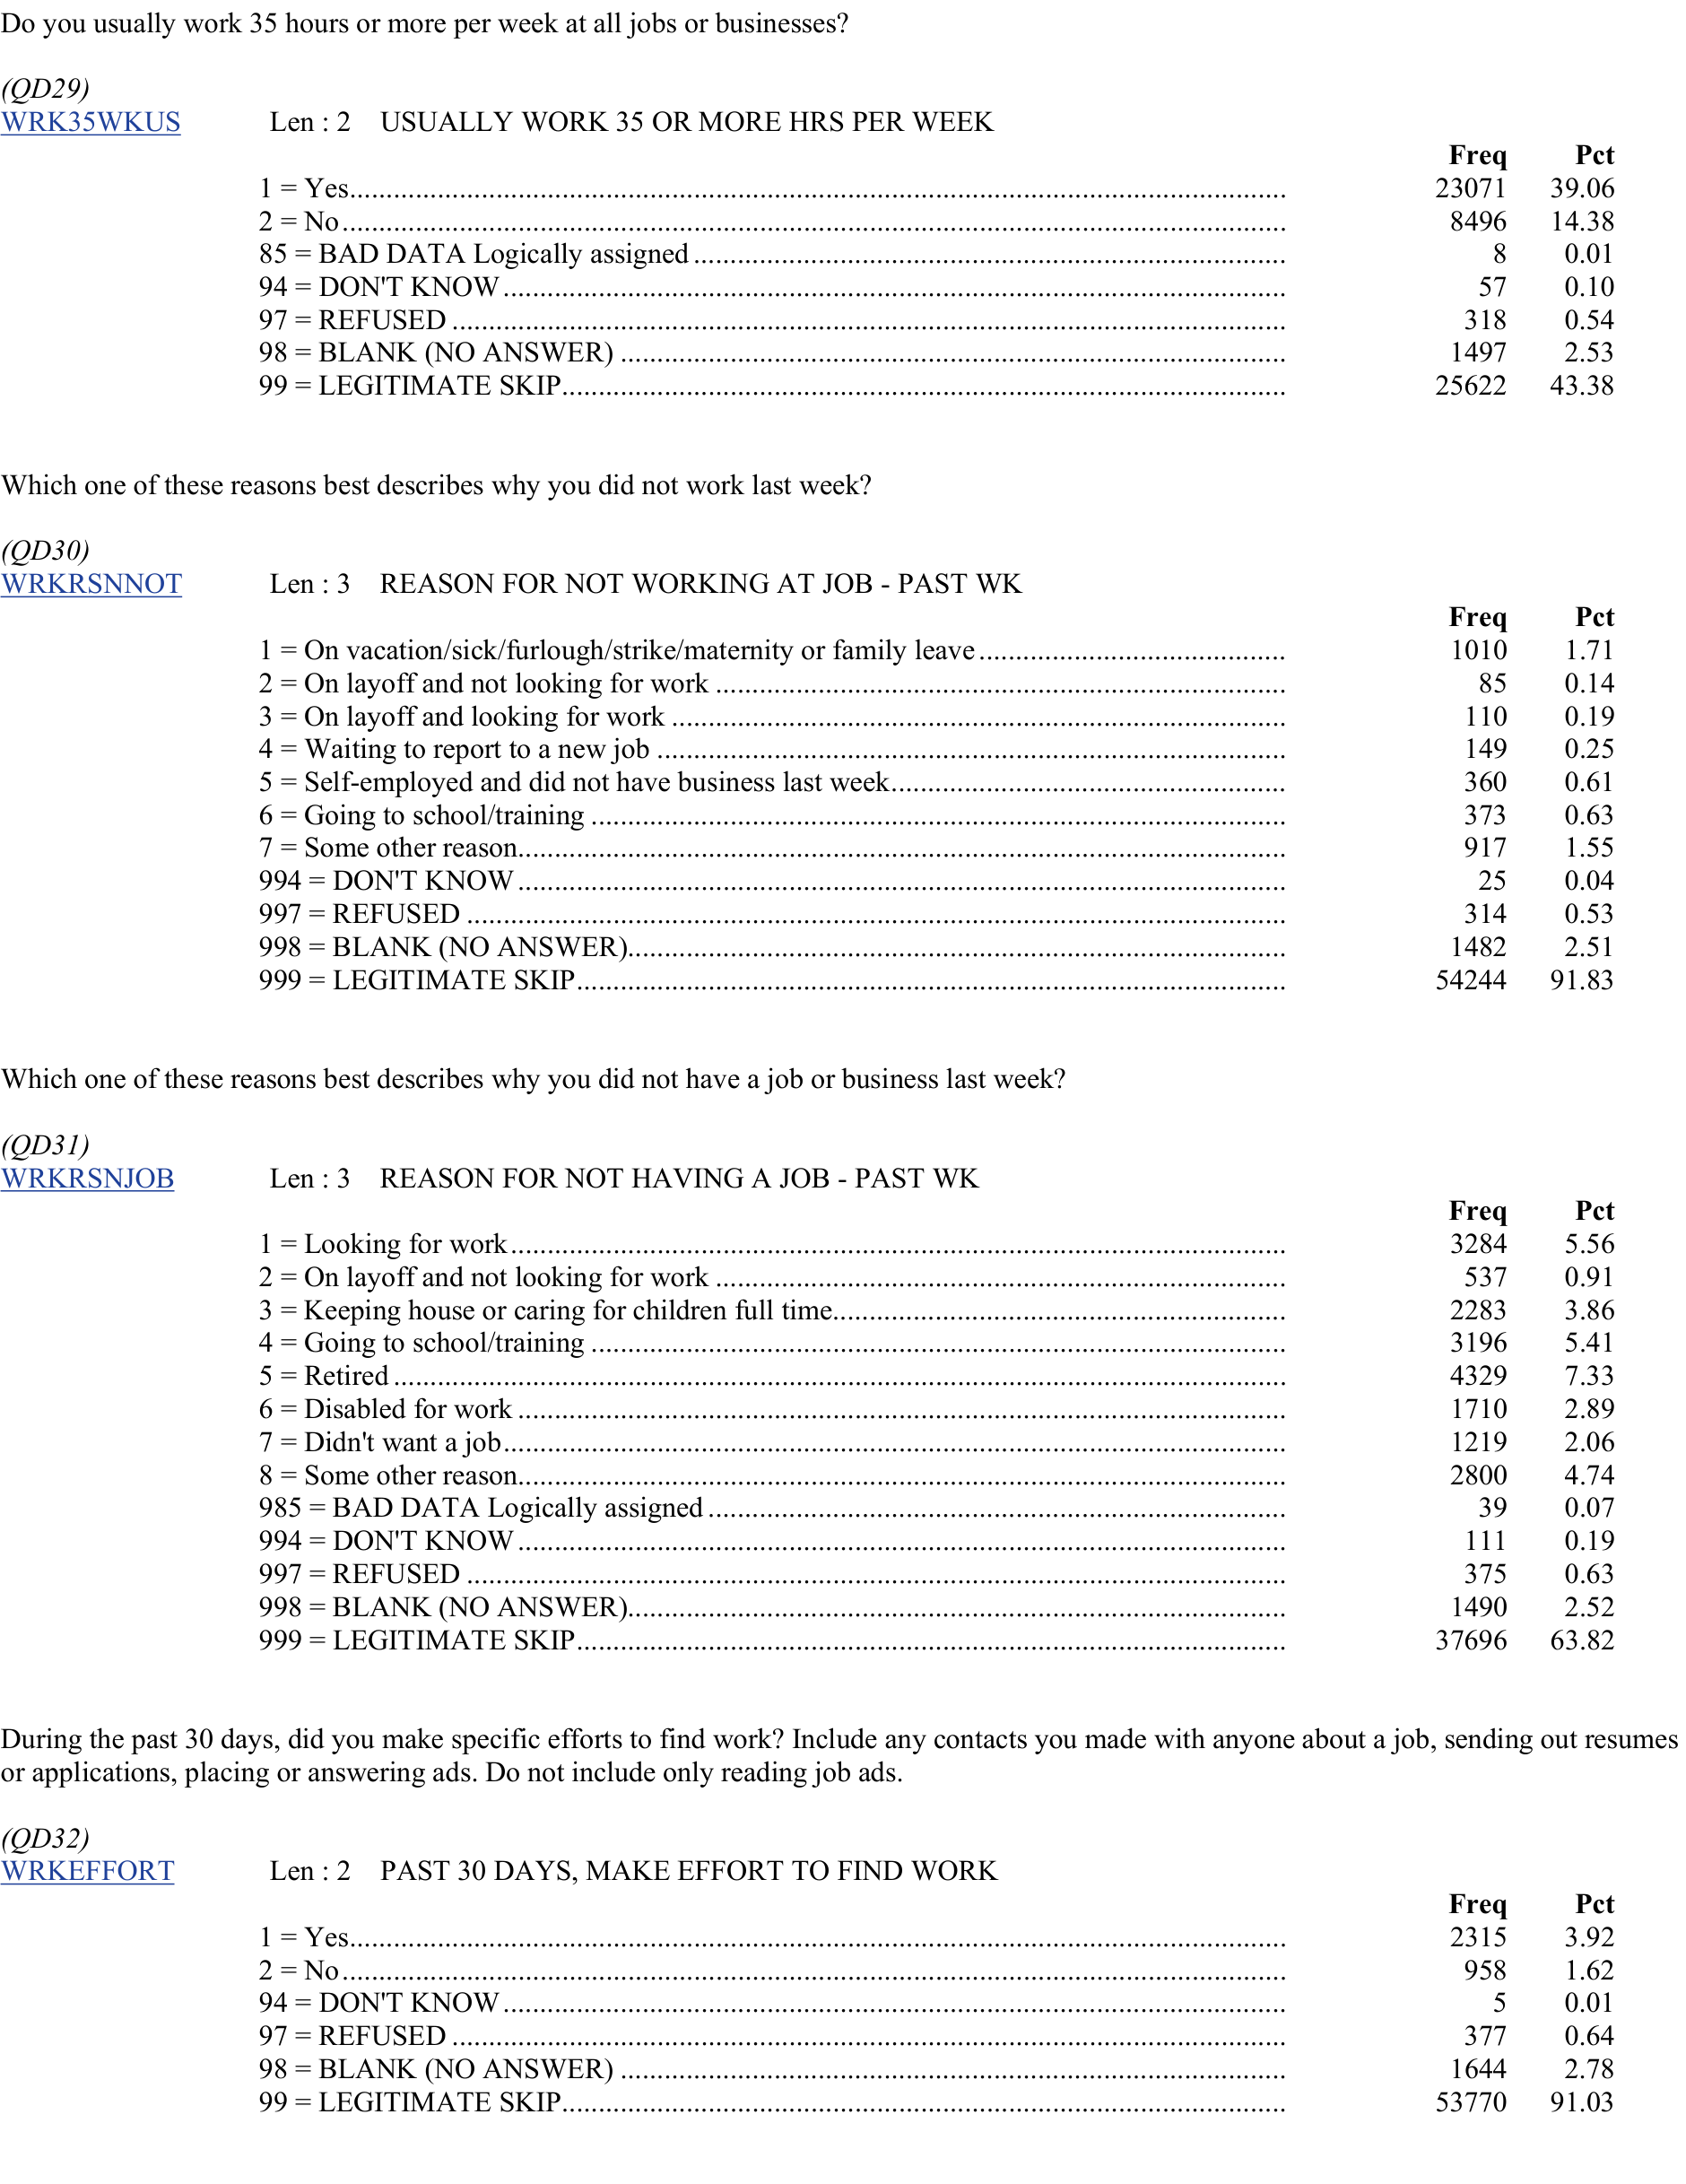 Do you usually work 35 hours or more per week at all jobs or businesses?
(QD29)
WRK35WKUS Len : 2 USUALLY WORK 35 OR MORE HRS PER WEEK
Freq Pct
1 = Yes 23071 39.06
2 = No 8496 14.38
85 = BAD DATA Logically assigned 8 0.01
94 = DON'T KNOW 57 0.10
97 = REFUSED 318 0.54
98 = BLANK (NO ANSWER) 1497 2.53
99 = LEGITIMATE SKIP 25622 43.38
Which one of these reasons best describes why you did not work last week?
(QD30)
WRKRSNNOT Len : 3 REASON FOR NOT WORKING AT JOB - PAST WK
Freq Pct
1 = On vacation/sick/furlough/strike/maternity or family leave 1010 1.71
2 = On layoff and not looking for work 85 0.14
3 = On layoff and looking for work 110 0.19
4 = Waiting to report to a new job 149 0.25
5 = Self-employed and did not have business last week 360 0.61
6 = Going to school/training 373 0.63
7 = Some other reason 917 1.55
994 = DON'T KNOW 25 0.04
997 = REFUSED 314 0.53
998 = BLANK (NO ANSWER) 1482 2.51
999 = LEGITIMATE SKIP 54244 91.83
Which one of these reasons best describes why you did not have a job or business last week?
(QD31)
WRKRSNJOB Len : 3 REASON FOR NOT HAVING A JOB - PAST WK
Freq Pct
1 = Looking for work 3284 5.56
2 = On layoff and not looking for work 537 0.91
3 = Keeping house or caring for children full time 2283 3.86
4 = Going to school/training 3196 5.41
5 = Retired 4329 7.33
6 = Disabled for work 1710 2.89
7 = Didn't want a job 1219 2.06
8 = Some other reason 2800 4.74
985 = BAD DATA Logically assigned 39 0.07
994 = DON'T KNOW 111 0.19
997 = REFUSED 375 0.63
998 = BLANK (NO ANSWER) 1490 2.52
999 = LEGITIMATE SKIP 37696 63.82
During the past 30 days, did you make specific efforts to find work? Include any contacts you made with anyone about a job, sending out resumes
or applications, placing or answering ads. Do not include only reading job ads.
(QD32)
WRKEFFORT Len : 2 PAST 30 DAYS, MAKE EFFORT TO FIND WORK
Freq Pct
1 = Yes 2315 3.92
2 = No 958 1.62
94 = DON'T KNOW 5 0.01
97 = REFUSED 377 0.64
98 = BLANK (NO ANSWER) 1644 2.78
99 = LEGITIMATE SKIP 53770 91.03